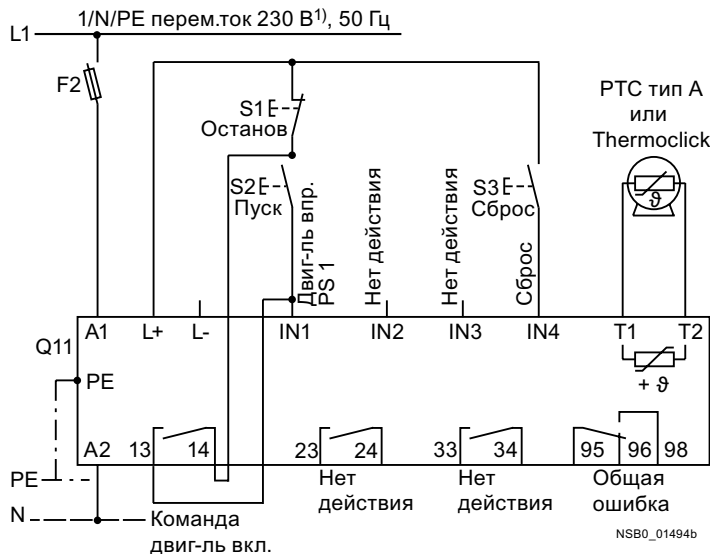 1/N/PE перем.ток 230 В1), 50 Гц
L1
F2
S1
Останов
S2
Пуск
Двиг-ль впр.
PS 1
Нет действия
Нет действия
S3
Сброс
Сброс
PTC тип A
или
Thermoclick
ϑ
Q11
A1
L+
L-
IN1
IN2
IN3
IN4
T1
T2
+ ϑ
PE
A2
13
14
23
24
33
34
95
96
98
PE
N
Команда
двиг-ль вкл.
Нет
действия
Нет
действия
Общая
ошибка
NSB0_01494b